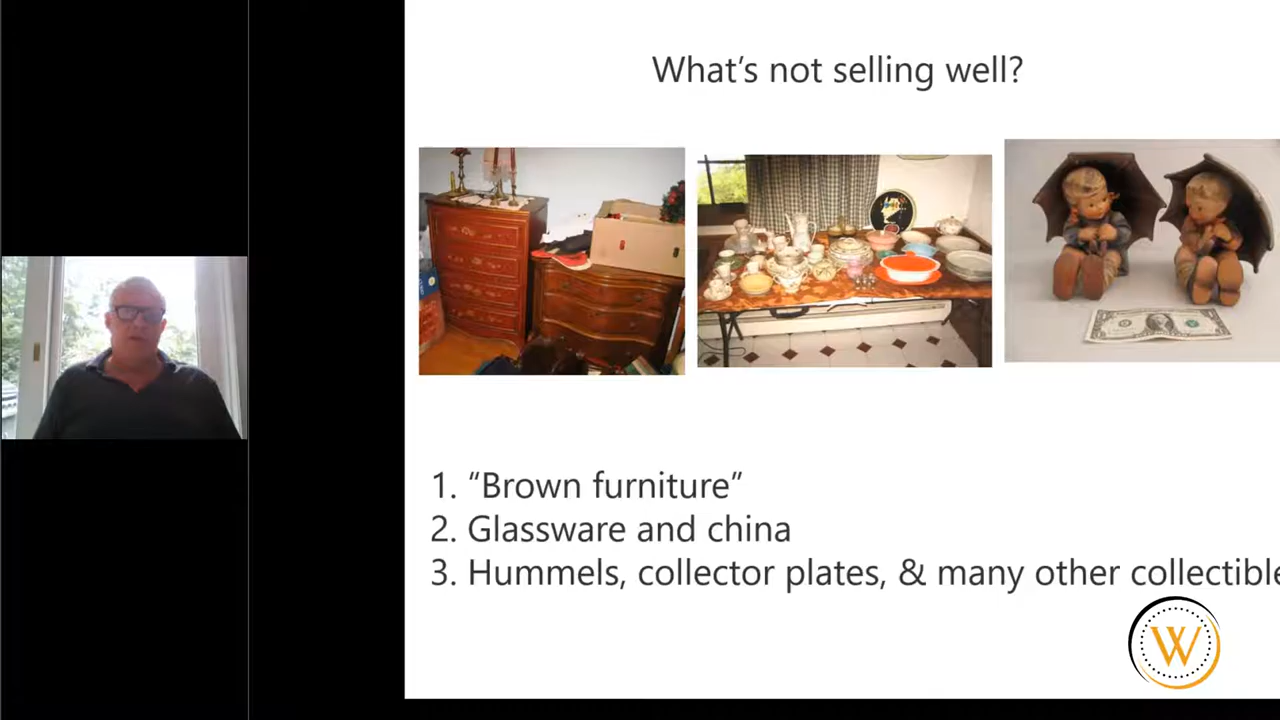 What's not selling well?
1. “Brown furniture”
2. Glassware and china
3. Hummels, collector plates, & many other collectible
W